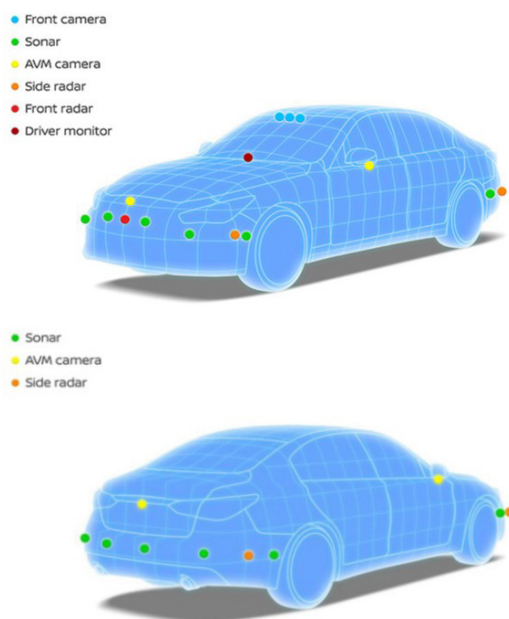 Front camera
Sonar
AVM camera
Side radar
Front radar
Driver monitor
Sonar
AVM camera
Side radar